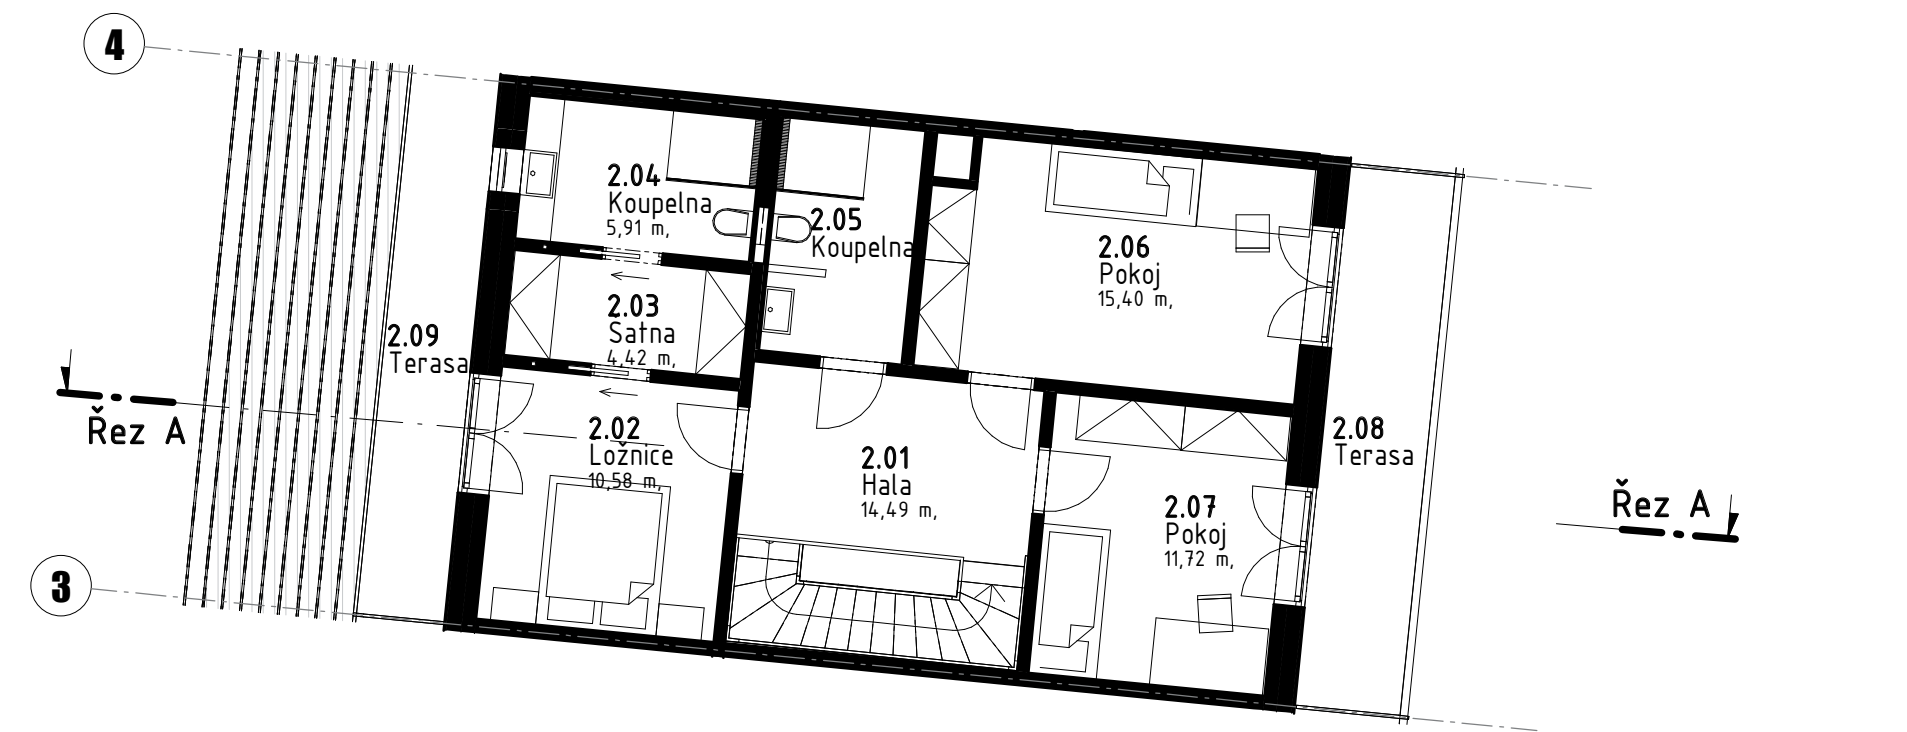 4
2.04
Koupelna
5,91 m,
2.05
Koupelna
2.06
Pokoj
15,40 m,
2.03
Šatna
4,42 m,
2.09
Terasa
Řez A
2.02
Ložnice
10,58 m,
2.01
Hala
14,49 m,
2.08
Terasa
2.07
Pokoj
11,72 m,
Řez A
3